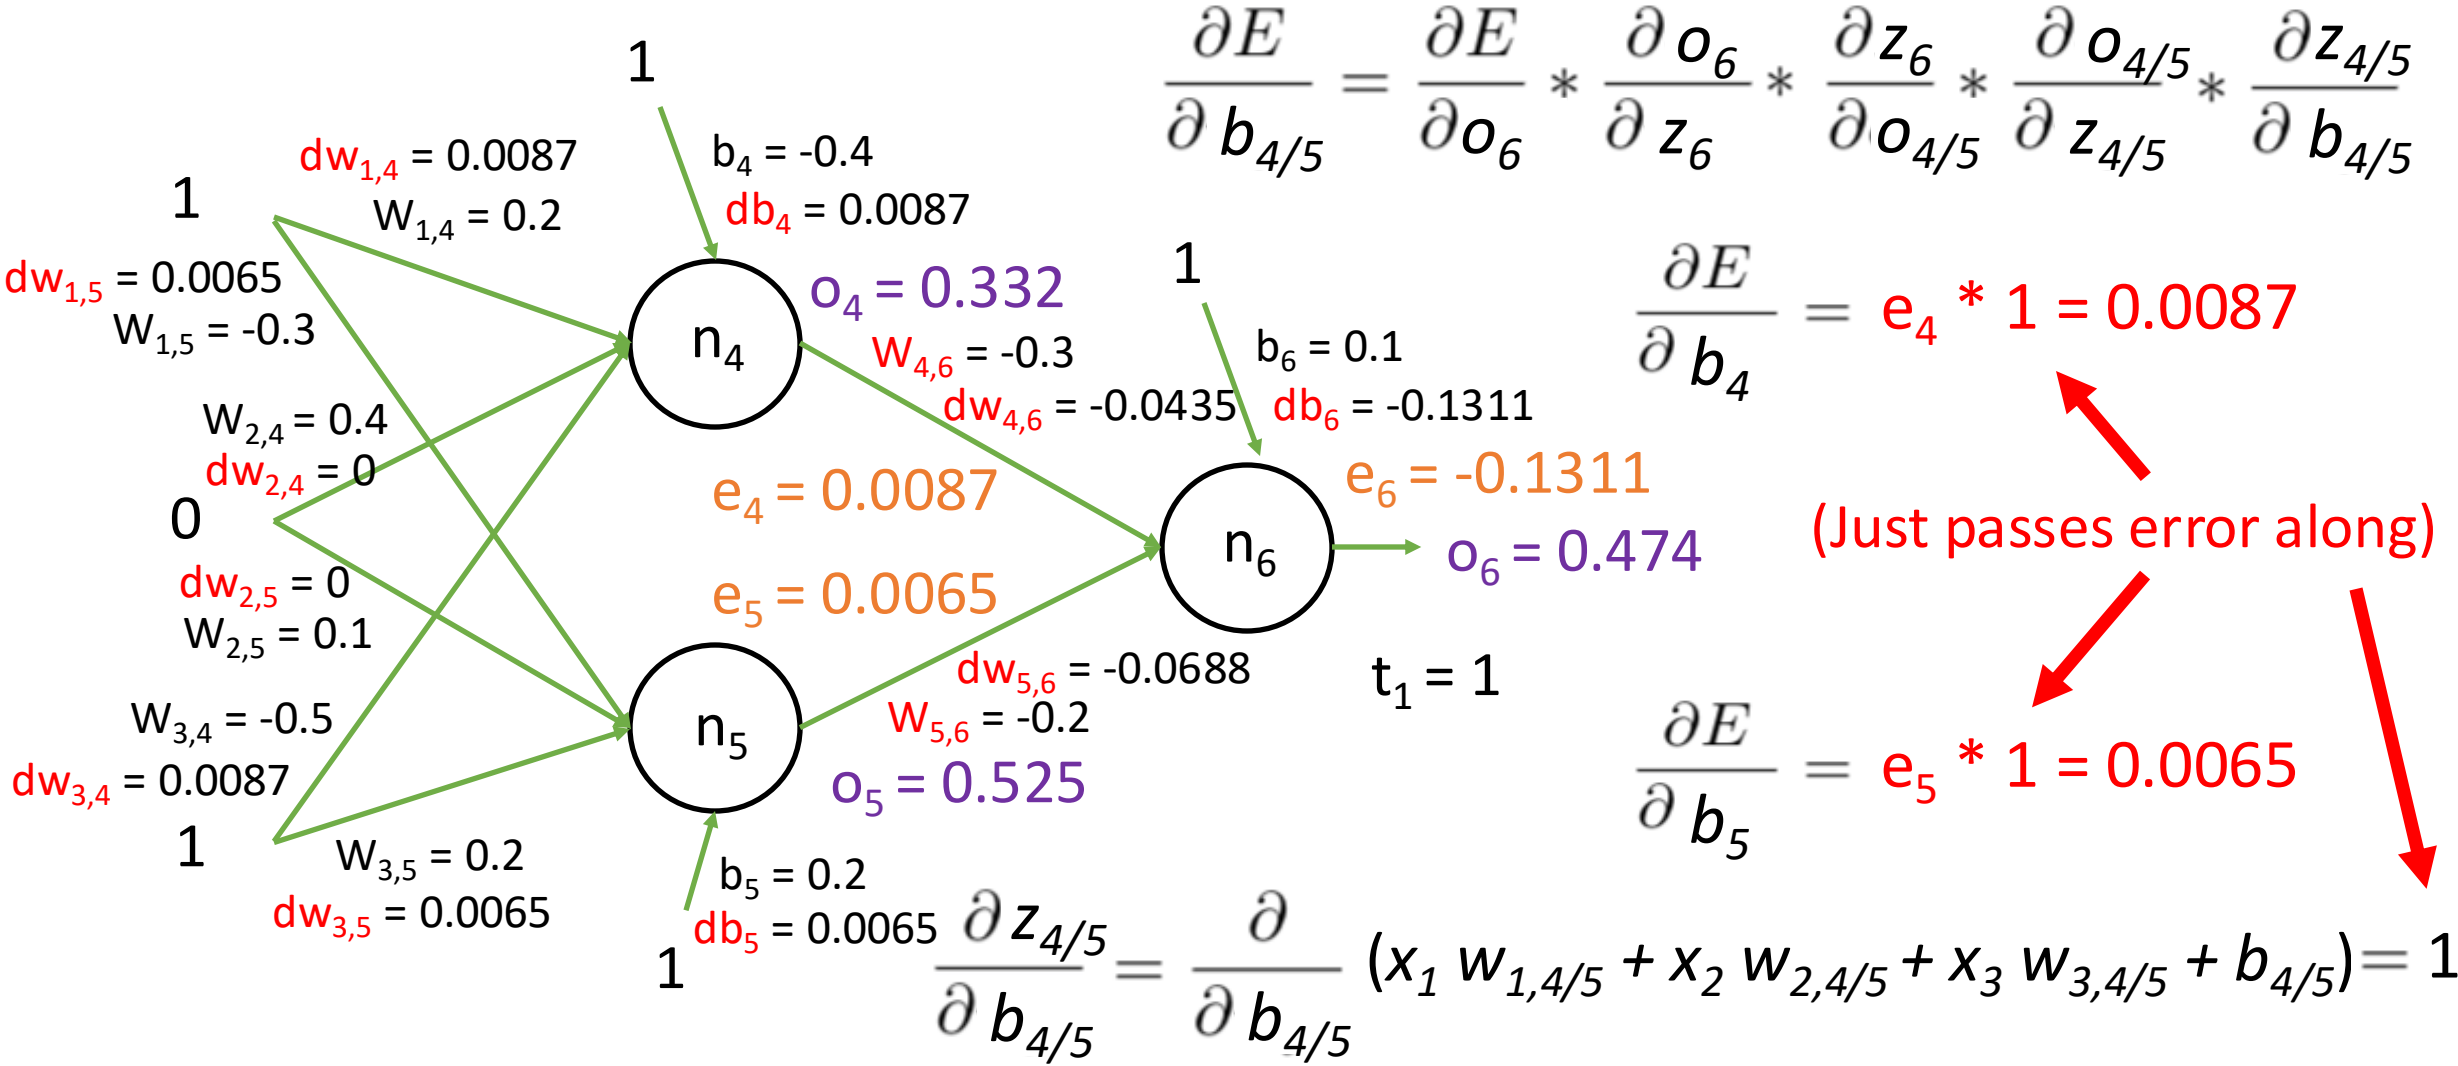 1
dw1,4 = 0.0087
W1,4 = 0.2
b4 = -0.4
db4 = 0.0087
1
dw1,5 = 0.0065
W1,5 = -0.3
n4
o4 = 0.332
W4,6 = -0.3
dw4,6 = -0.0435
1
b6 = 0.1
db6 = -0.1311
W2,4 = 0.4
dw2,4 = 0
0
dw2,5 = 0
W2,5 = 0.1
e4 = 0.0087
e5 = 0.0065
n6
e6 = -0.1311
o6 = 0.474
t1 = 1
W3,4 = -0.5
dw3,4 = 0.0087
1
W3,5 = 0.2
dw3,5 = 0.0065
n5
dw5,6 = -0.0688
W5,6 = -0.2
o5 = 0.525
b5 = 0.2
db5 = 0.0065
1
∂E/∂b4/5 = ∂E/∂o6 * ∂o6/∂z6 * ∂z6/∂o4/5 * ∂o4/5/∂z4/5 * ∂z4/5/∂b4/5
∂E/∂b4 = e4 * 1 = 0.0087
(Just passes error along)
∂E/∂b5 = e5 * 1 = 0.0065
∂z4/5/∂b4/5 = ∂/∂b4/5 (x1 w1,4/5 + x2 w2,4/5 + x3 w3,4/5 + b4/5) = 1